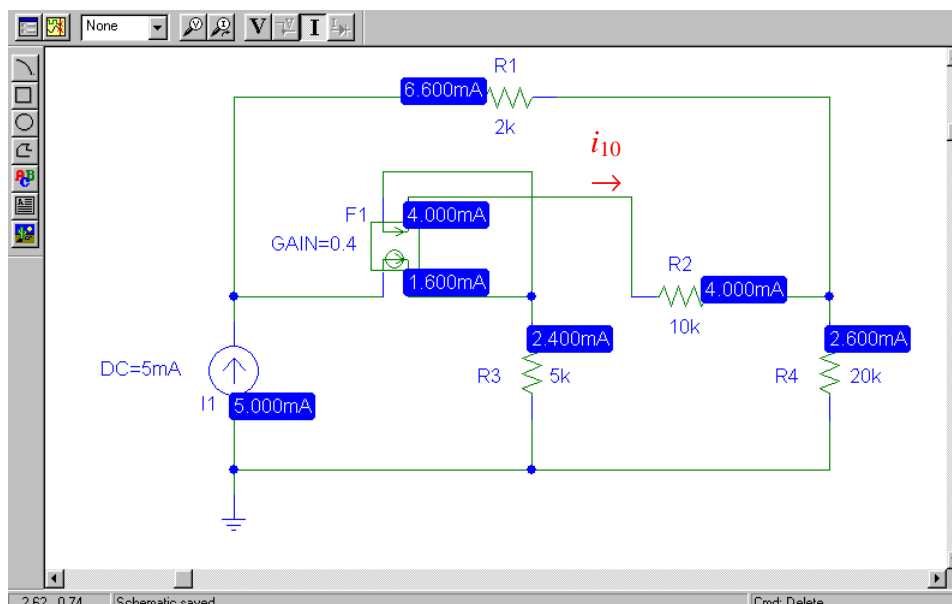 None V I
R1
6.600mA
2k
i10
F1
4.000mA
GAIN=0.4
1.600mA
R2
4.000mA
10k
2.400mA
2.600mA
DC=5mA
R3
5k
R4
20k
I1
5.000mA
ABC
2.62, 0.74 Schematic saved Cmd: Delete